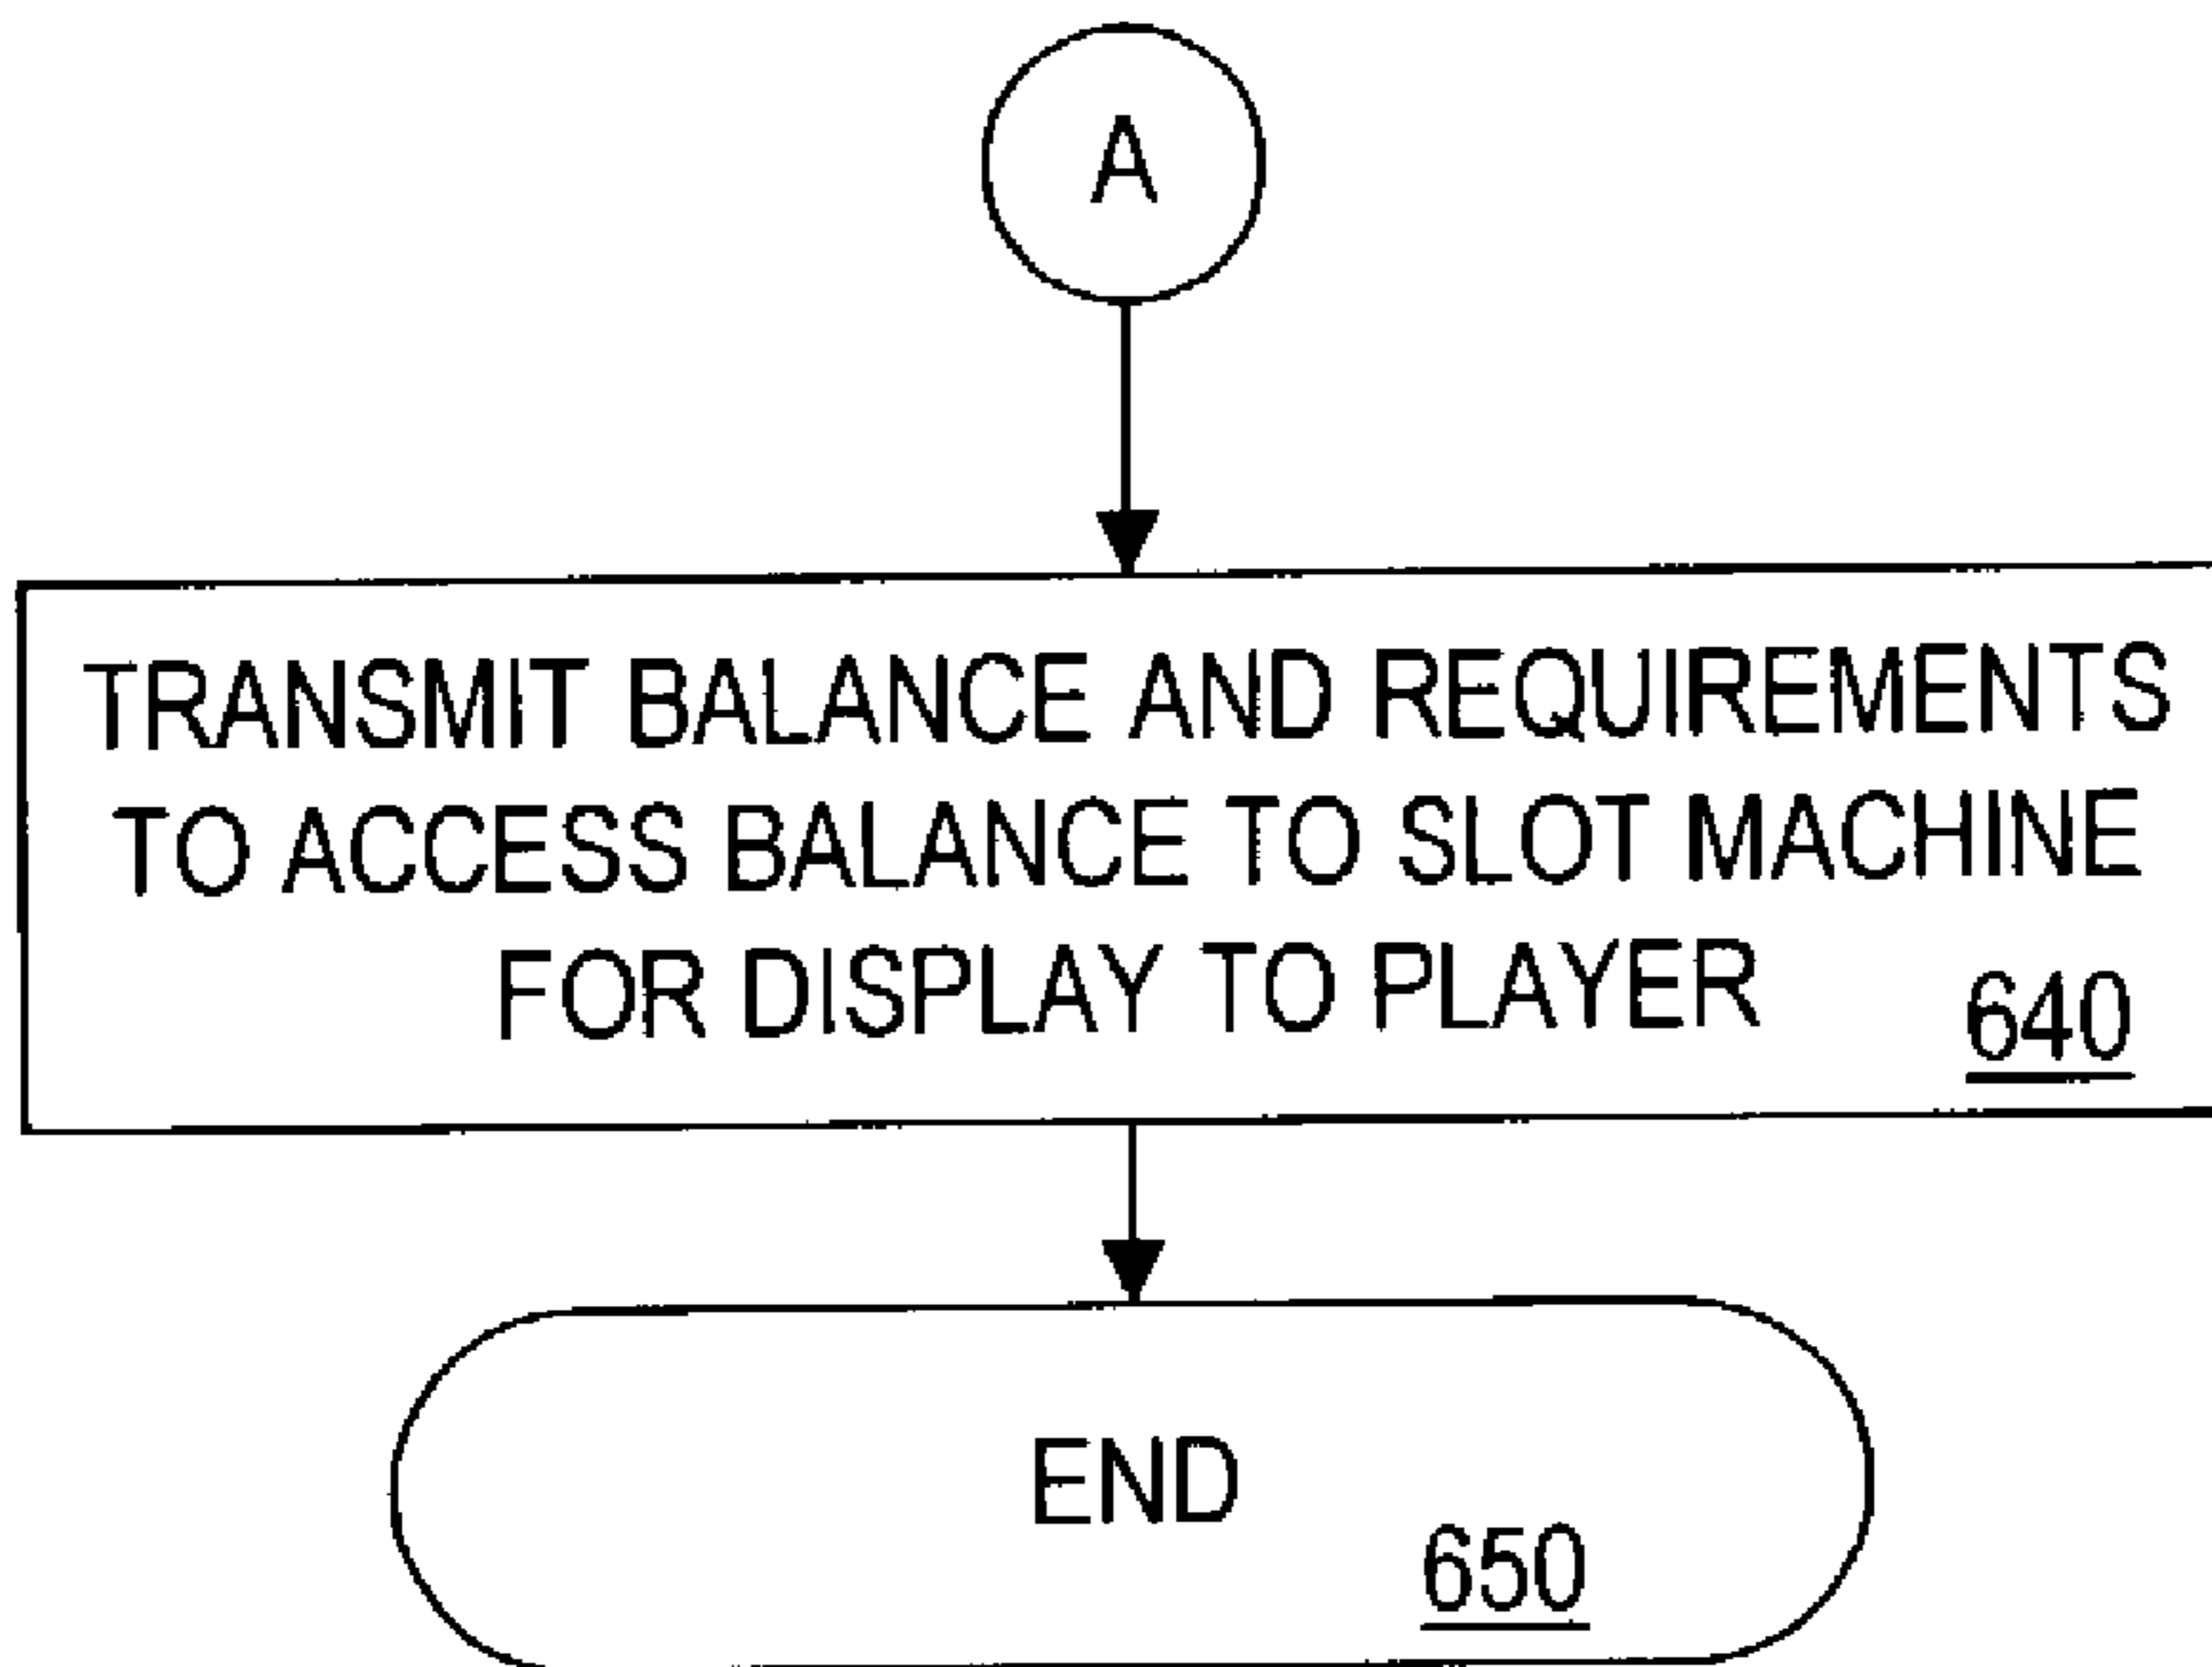 A
TRANSMIT BALANCE AND REQUIREMENTS
TO ACCESS BALANCE TO SLOT MACHINE
FOR DISPLAY TO PLAYER
640
END
650